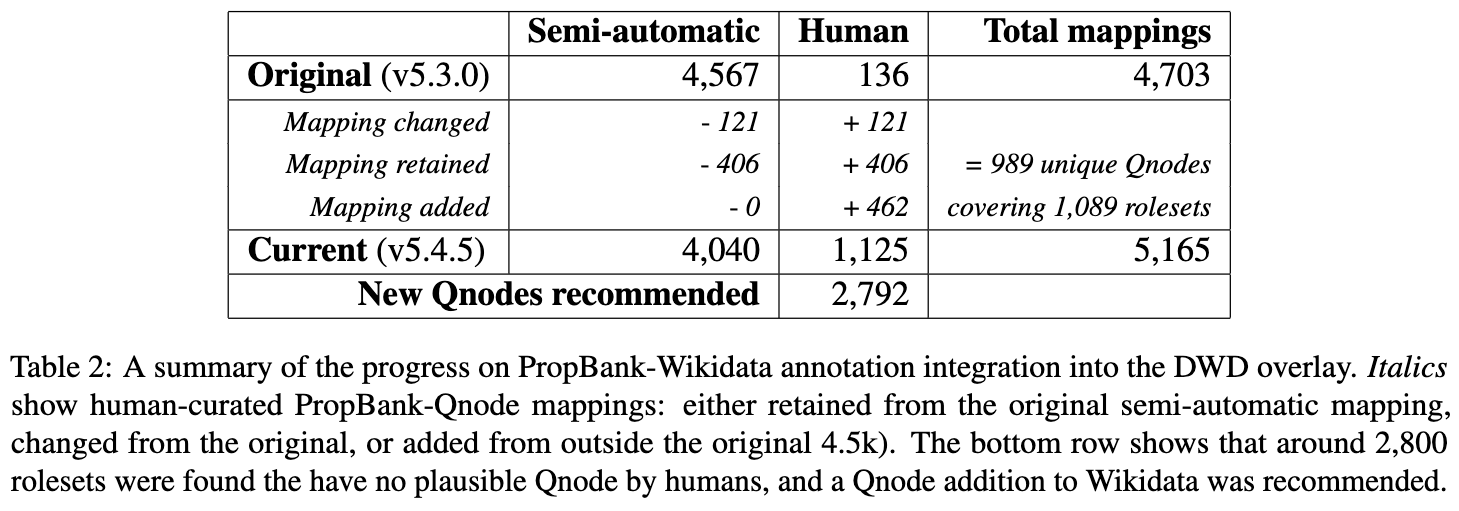 Semi-automatic Human Total mappings
Original (v5.3.0) 4,567 136 4,703
Mapping changed - 121 + 121
Mapping retained - 406 + 406 = 989 unique Qnodes
Mapping added - 0 + 462 covering 1,089 rolesets
Current (v5.4.5) 4,040 1,125 5,165
New Qnodes recommended 2,792
Table 2: A summary of the progress on PropBank-Wikidata annotation integration into the DWD overlay. Italics
show human-curated PropBank-Qnode mappings: either retained from the original semi-automatic mapping,
changed from the original, or added from outside the original 4.5k). The bottom row shows that around 2,800
rolesets were found the have no plausible Qnode by humans, and a Qnode addition to Wikidata was recommended.